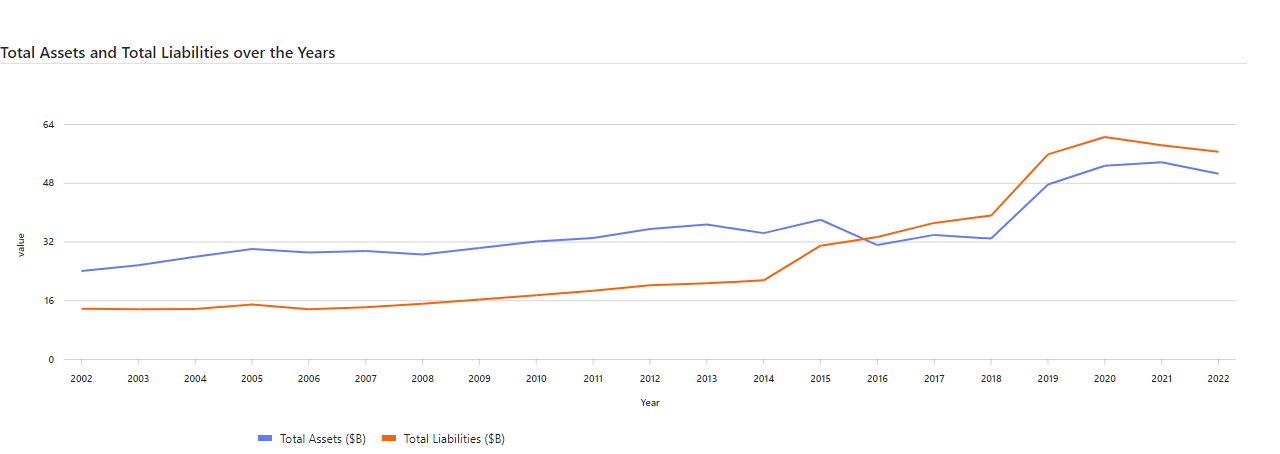 Total Assets and Total Liabilities over the Years
64
48
32
16
0
value
2002 2003 2004 2005 2006 2007 2008 2009 2010 2011 2012 2013 2014 2015 2016 2017 2018 2019 2020 2021 2022
Year
Total Assets ($B) Total Liabilities ($B)